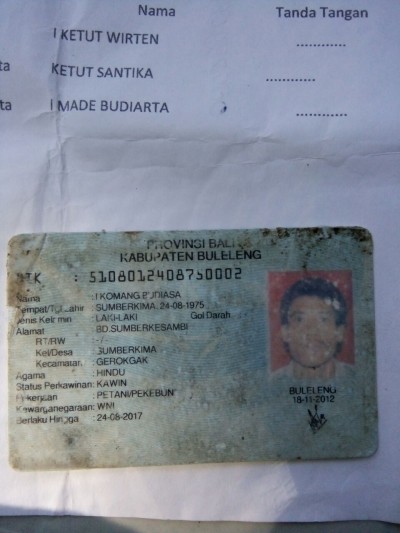 Nama Tanda Tangan
I KETUT WIRTEN ............
ta KETUT SANTIKA ............
ta I MADE BUDIARTA ............
PROVINSI BALI
KABUPATEN BULELENG
NIK : 5108012408750002
Nama : I KOMANG BUDIASA
Tempat/Tgl Lahir : SUMBERKIMA, 24-08-1975
Jenis Kelamin : LAKI-LAKI Gol Darah
Alamat : BD.SUMBERKESAMBI
RT/RW : -/-
Kel/Desa : SUMBERKIMA
Kecamatan : GEROKGAK
Agama : HINDU
Status Perkawinan: KAWIN
Pekerjaan : PETANI/PEKEBUN
Kewarganegaraan: WNI
Berlaku Hingga : 24-08-2017
BULELENG
18-11-2012